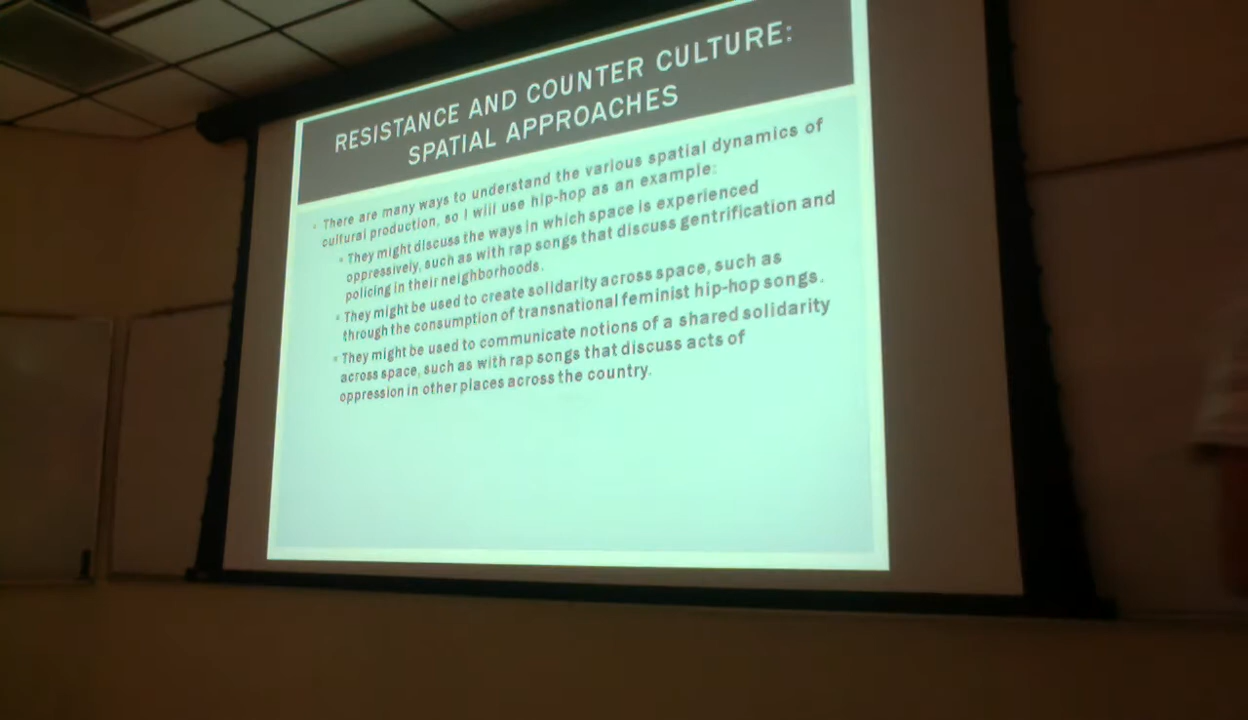 RESISTANCE AND COUNTER CULTURE:
SPATIAL APPROACHES
There are many ways to understand the various spatial dynamics of
cultural production, so I will use hip-hop as an example:
They might discuss the ways in which space is experienced
oppressively, such as with rap songs that discuss gentrification and
policing in their neighborhoods.
They might be used to create solidarity across space, such as
through the consumption of transnational feminist hip-hop songs.
They might be used to communicate notions of a shared solidarity
across space, such as with rap songs that discuss acts of
oppression in other places across the country.